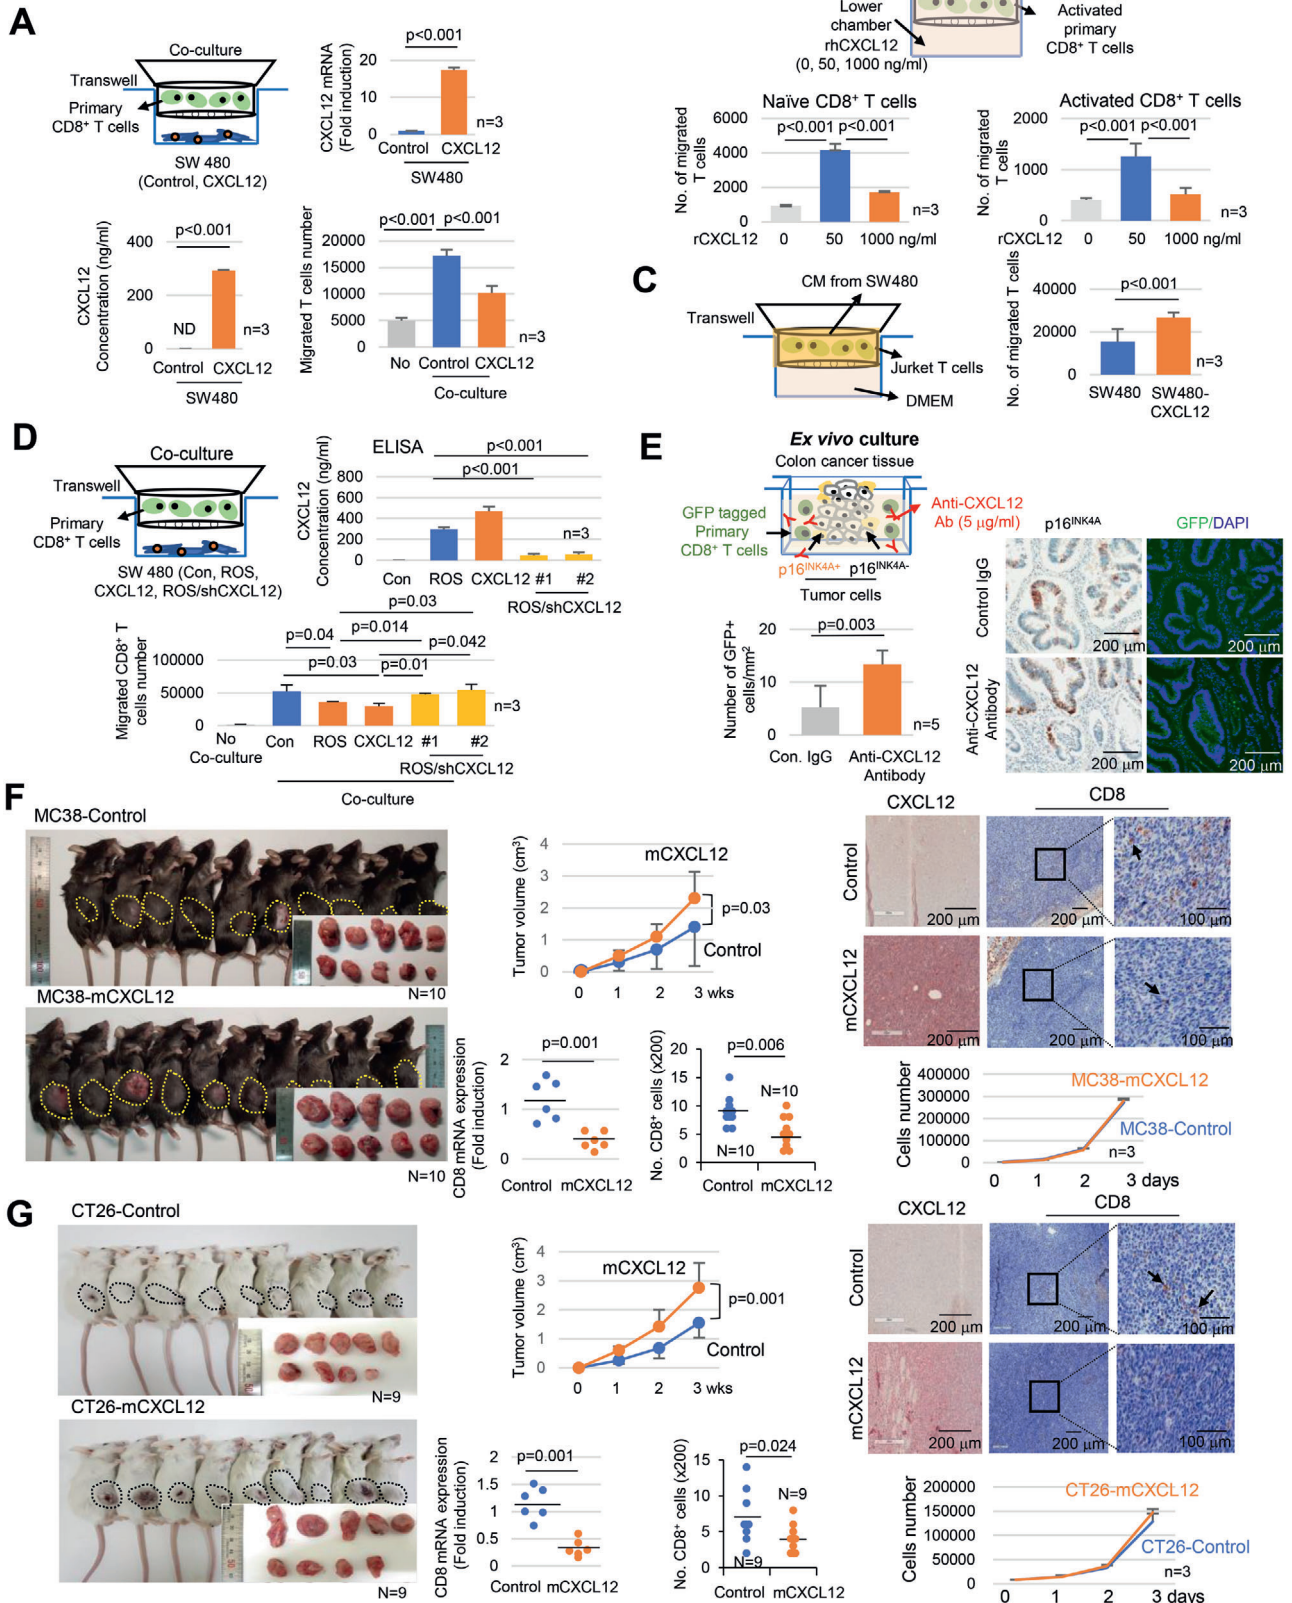 A
Co-culture
Transwell
Primary
CD8+ T cells
SW 480
(Control, CXCL12)
CXCL12 mRNA
(Fold induction)
p<0.001
20
10
0
n=3
Control CXCL12
SW480
CXCL12
Concentration (ng/ml)
p<0.001
400
200
0
ND
n=3
Control CXCL12
SW480
Migrated T cells number
p<0.001 p<0.001
20000
15000
10000
5000
0
n=3
No Control CXCL12
Co-culture
Lower
chamber
rhCXCL12
(0, 50, 1000 ng/ml)
Activated
primary
CD8+ T cells
Naïve CD8+ T cells
No. of migrated
T cells
p<0.001 p<0.001
6000
4000
2000
0
n=3
rCXCL12 0 50 1000 ng/ml
Activated CD8+ T cells
No. of migrated
T cells
p<0.001 p<0.001
2000
1000
0
n=3
rCXCL12 0 50 1000 ng/ml
C
CM from SW480
Transwell
Jurket T cells
DMEM
No. of migrated T cells
p<0.001
40000
20000
0
n=3
SW480 SW480-
CXCL12
D
Co-culture
Transwell
Primary
CD8+ T cells
SW 480 (Con, ROS,
CXCL12, ROS/shCXCL12)
ELISA
CXCL12
Concentration (ng/ml)
p<0.001
p<0.001
800
600
400
200
0
n=3
Con ROS CXCL12 #1 #2
ROS/shCXCL12
p=0.03
p=0.014
p=0.04
p=0.042
p=0.03
p=0.01
Migrated CD8+ T
cells number
100000
50000
0
n=3
No
Co-culture
Con ROS CXCL12 #1 #2
ROS/shCXCL12
Co-culture
E
Ex vivo culture
Colon cancer tissue
GFP tagged
Primary
CD8+ T cells
Anti-CXCL12
Ab (5 μg/ml)
p16INK4A+ p16INK4A-
Tumor cells
Number of GFP+
cells/mm2
p=0.003
20
10
0
n=5
Con. IgG Anti-CXCL12
Antibody
p16INK4A
GFP/DAPI
Control IgG
200 μm
200 μm
Anti-CXCL12
Antibody
200 μm
200 μm
F
MC38-Control
N=10
MC38-mCXCL12
N=10
Tumor volume (cm3)
4
3
2
1
0
mCXCL12
p=0.03
Control
0 1 2 3 wks
CD8 mRNA expression
(Fold induction)
p=0.001
2
1
0
Control mCXCL12
No. CD8+ cells (x200)
p=0.006
20
15
10
5
0
N=10
N=10
Control mCXCL12
CXCL12
CD8
Control
200 μm
200 μm
100 μm
mCXCL12
200 μm
200 μm
100 μm
Cells number
400000
300000
200000
100000
0
MC38-mCXCL12
MC38-Control
n=3
1 2 3 days
G
CT26-Control
N=9
CT26-mCXCL12
N=9
Tumor volume (cm3)
4
3
2
1
0
mCXCL12
p=0.001
Control
0 1 2 3 wks
CD8 mRNA expression
(Fold induction)
p=0.001
2
1.5
1
0.5
0
Control mCXCL12
No. CD8+ cells (x200)
p=0.024
15
10
5
0
N=9
N=9
Control mCXCL12
CXCL12
CD8
Control
200 μm
200 μm
100 μm
mCXCL12
200 μm
200 μm
100 μm
Cells number
200000
150000
100000
50000
0
CT26-mCXCL12
CT26-Control
n=3
0 1 2 3 days